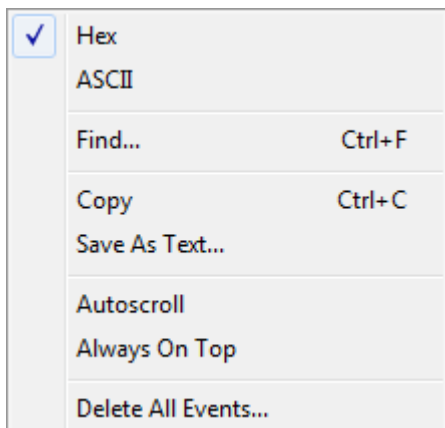 Hex
ASCII
Find... Ctrl+F
Copy Ctrl+C
Save As Text...
Autoscroll
Always On Top
Delete All Events...